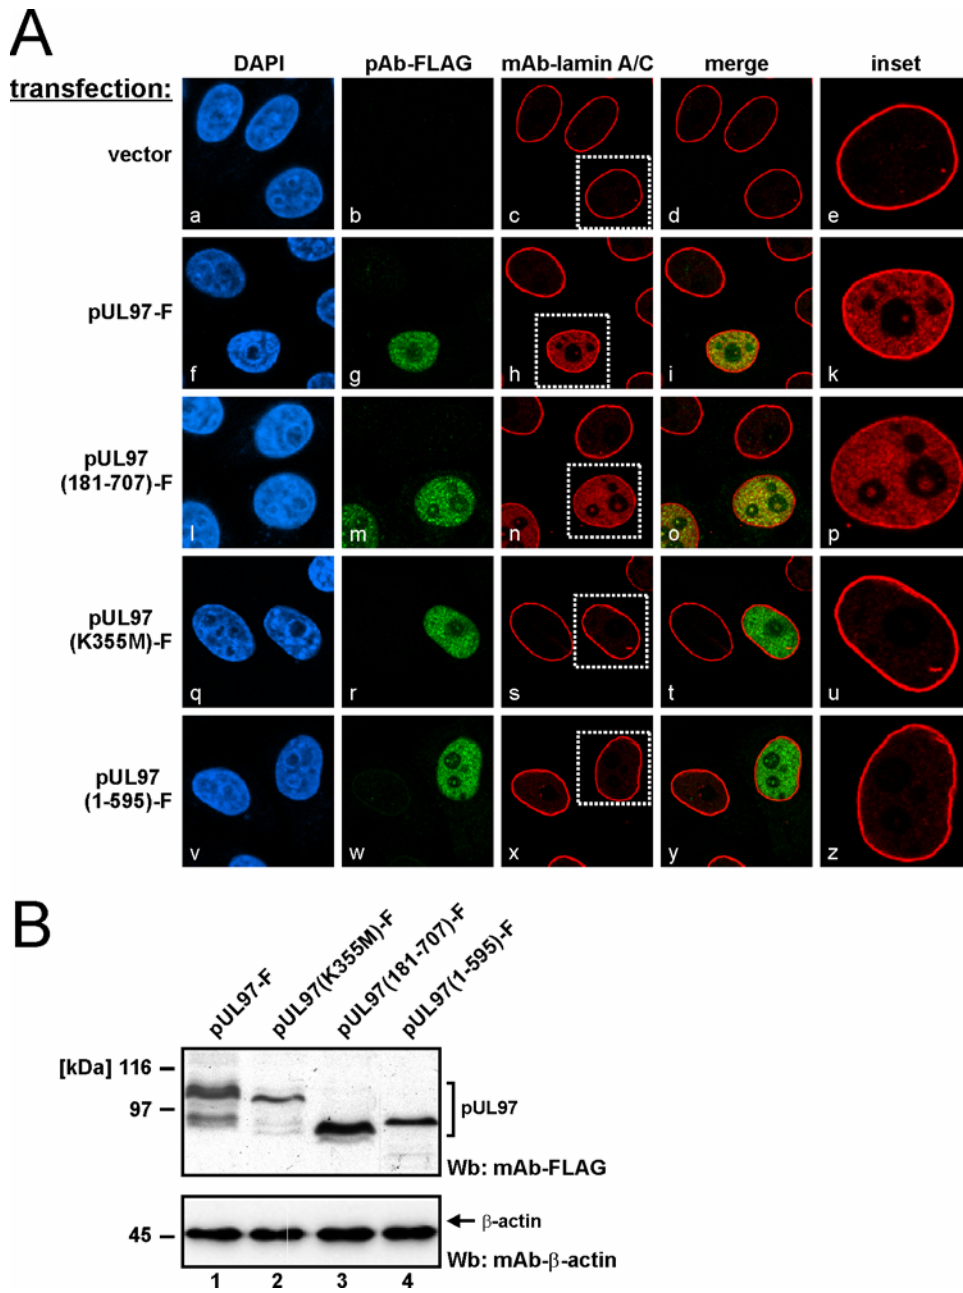 A
DAPI pAb-FLAG mAb-lamin A/C merge inset
transfection:
vector
a b c d e
pUL97-F
f g h i k
pUL97
(181-707)-F
l m n o p
pUL97
(K355M)-F
q r s t u
pUL97
(1-595)-F
v w x y z
B
pUL97-F pUL97(K355M)-F pUL97(181-707)-F pUL97(1-595)-F
[kDa] 116
97
pUL97
Wb: mAb-FLAG
β-actin
45
Wb: mAb-β-actin
1 2 3 4